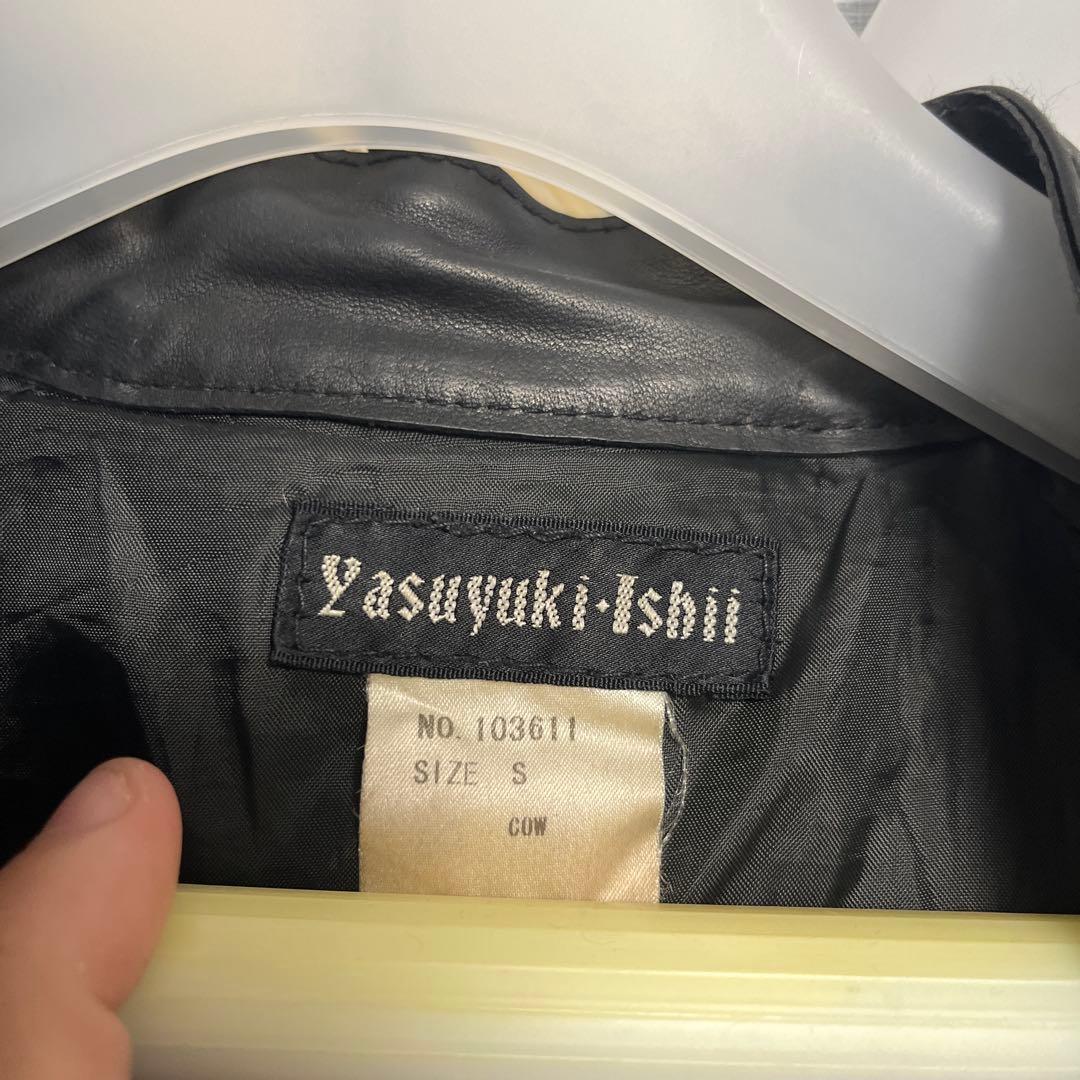 Yasuyuki·Ishii
NO. 103611
SIZE S
COW